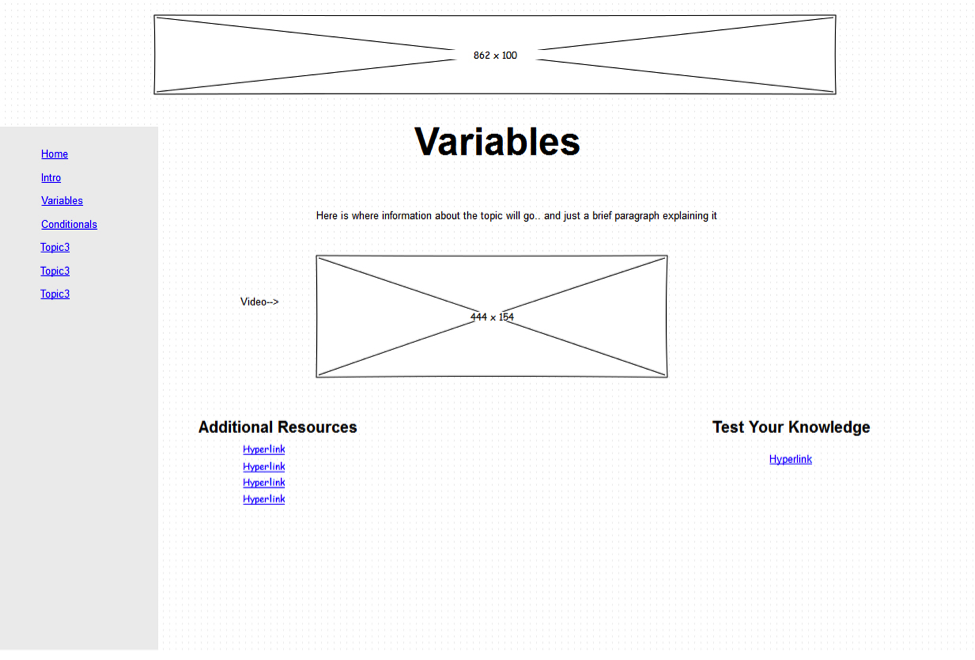 862 x 100
Variables
Home
Intro
Variables
Conditionals
Topic3
Topic3
Topic3
Here is where information about the topic will go.. and just a brief paragraph explaining it
Video-->
444 x 154
Additional Resources
Hyperlink
Hyperlink
Hyperlink
Hyperlink
Test Your Knowledge
Hyperlink